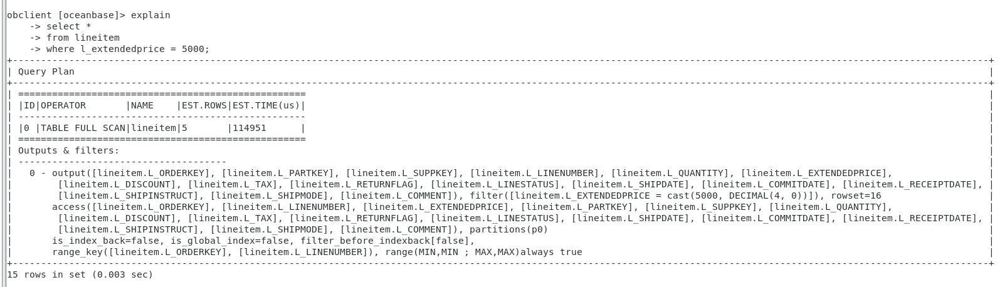 obclient [oceanbase]> explain
    -> select *
    -> from lineitem
    -> where l_extendedprice = 5000;
+-----------------------------------------------------------------------------------------------------------------------------------------------------------------------------+
| Query Plan                                                                                                                                                                  |
+-----------------------------------------------------------------------------------------------------------------------------------------------------------------------------+
| ===================================================                                                                                                                         |
| |ID|OPERATOR       |NAME    |EST.ROWS|EST.TIME(us)|                                                                                                                         |
| ---------------------------------------------------                                                                                                                         |
| |0 |TABLE FULL SCAN|lineitem|5       |114951      |                                                                                                                         |
| ===================================================                                                                                                                         |
| Outputs & filters:                                                                                                                                                          |
| -------------------------------------                                                                                                                                       |
|   0 - output([lineitem.L_ORDERKEY], [lineitem.L_PARTKEY], [lineitem.L_SUPPKEY], [lineitem.L_LINENUMBER], [lineitem.L_QUANTITY], [lineitem.L_EXTENDEDPRICE],                 |
|        [lineitem.L_DISCOUNT], [lineitem.L_TAX], [lineitem.L_RETURNFLAG], [lineitem.L_LINESTATUS], [lineitem.L_SHIPDATE], [lineitem.L_COMMITDATE], [lineitem.L_RECEIPTDATE], |
|        [lineitem.L_SHIPINSTRUCT], [lineitem.L_SHIPMODE], [lineitem.L_COMMENT]), filter([lineitem.L_EXTENDEDPRICE = cast(5000, DECIMAL(4, 0))]), rowset=16                   |
|       access([lineitem.L_ORDERKEY], [lineitem.L_LINENUMBER], [lineitem.L_EXTENDEDPRICE], [lineitem.L_PARTKEY], [lineitem.L_SUPPKEY], [lineitem.L_QUANTITY],                 |
|        [lineitem.L_DISCOUNT], [lineitem.L_TAX], [lineitem.L_RETURNFLAG], [lineitem.L_LINESTATUS], [lineitem.L_SHIPDATE], [lineitem.L_COMMITDATE], [lineitem.L_RECEIPTDATE], |
|        [lineitem.L_SHIPINSTRUCT], [lineitem.L_SHIPMODE], [lineitem.L_COMMENT]), partitions(p0)                                                                              |
|       is_index_back=false, is_global_index=false, filter_before_indexback[false],                                                                                           |
|       range_key([lineitem.L_ORDERKEY], [lineitem.L_LINENUMBER]), range(MIN,MIN ; MAX,MAX)always true                                                                        |
+-----------------------------------------------------------------------------------------------------------------------------------------------------------------------------+
15 rows in set (0.003 sec)